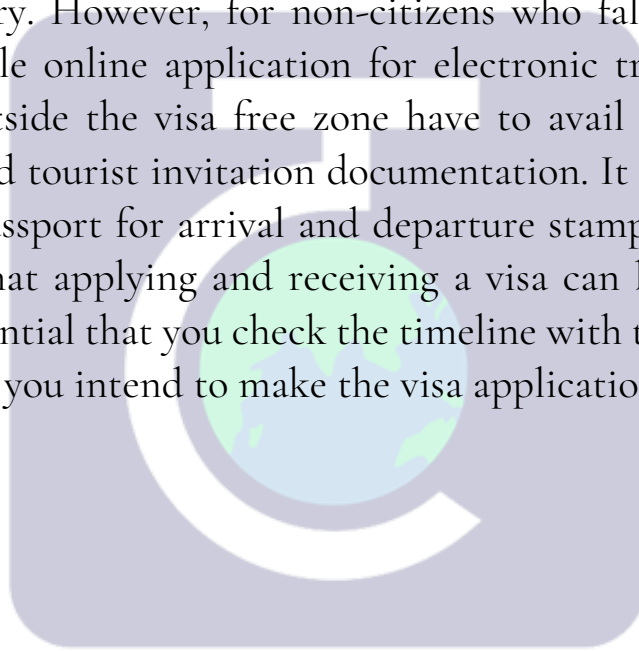 ry. However, for non-citizens who fal
le online application for electronic tr
tside the visa free zone have to avail
d tourist invitation documentation. It
ssport for arrival and departure stamp
hat applying and receiving a visa can
ntial that you check the timeline with t
you intend to make the visa applicatio